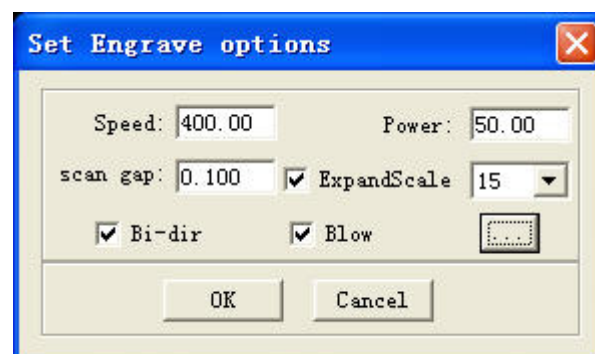 Set Engrave options
Speed: 400.00 Power: 50.00
scan gap: 0.100 ExpandScale 15
Bi-dir Blow ...
OK Cancel